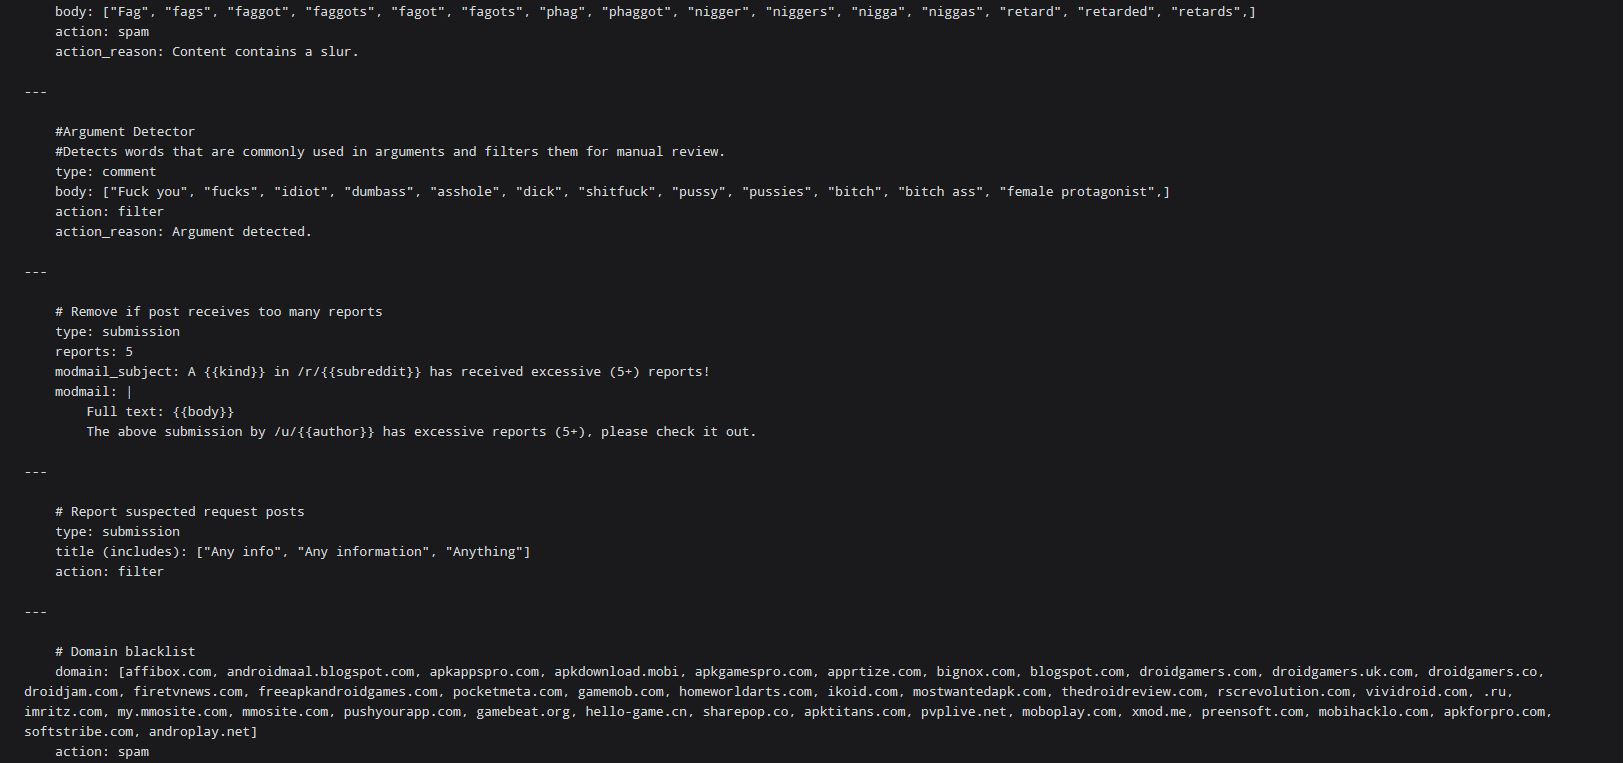 body: ["Fag", "fags", "faggot", "faggots", "fagot", "fagots", "phag", "phaggot", "nigger", "niggers", "nigga", "niggas", "retard", "retarded", "retards",]
action: spam
action_reason: Content contains a slur.
---
#Argument Detector
#Detects words that are commonly used in arguments and filters them for manual review.
type: comment
body: ["Fuck you", "fucks", "idiot", "dumbass", "asshole", "dick", "shitfuck", "pussy", "pussies", "bitch", "bitch ass", "female protagonist",]
action: filter
action_reason: Argument detected.
---
# Remove if post receives too many reports
type: submission
reports: 5
modmail_subject: A {{kind}} in /r/{{subreddit}} has received excessive (5+) reports!
modmail: |
Full text: {{body}}
The above submission by /u/{{author}} has excessive reports (5+), please check it out.
---
# Report suspected request posts
type: submission
title (includes): ["Any info", "Any information", "Anything"]
action: filter
---
# Domain blacklist
domain: [affibox.com, androidmaal.blogspot.com, apkappspro.com, apkdownload.mobi, apkgamespro.com, apprtize.com, bignox.com, blogspot.com, droidgamers.com, droidgamers.uk.com, droidgamers.co,
droidjam.com, firetvnews.com, freeapkandroidgames.com, pocketmeta.com, gamemob.com, homeworldarts.com, ikoid.com, mostwantedapk.com, thedroidreview.com, rscrevolution.com, vividroid.com, .ru,
imritz.com, my.mmosite.com, mmosite.com, pushyourapp.com, gamebeat.org, hello-game.cn, sharepop.co, apktitans.com, pvplive.net, moboplay.com, xmod.me, preensoft.com, mobihacklo.com, apkforpro.com,
softstribe.com, androplay.net]
action: spam